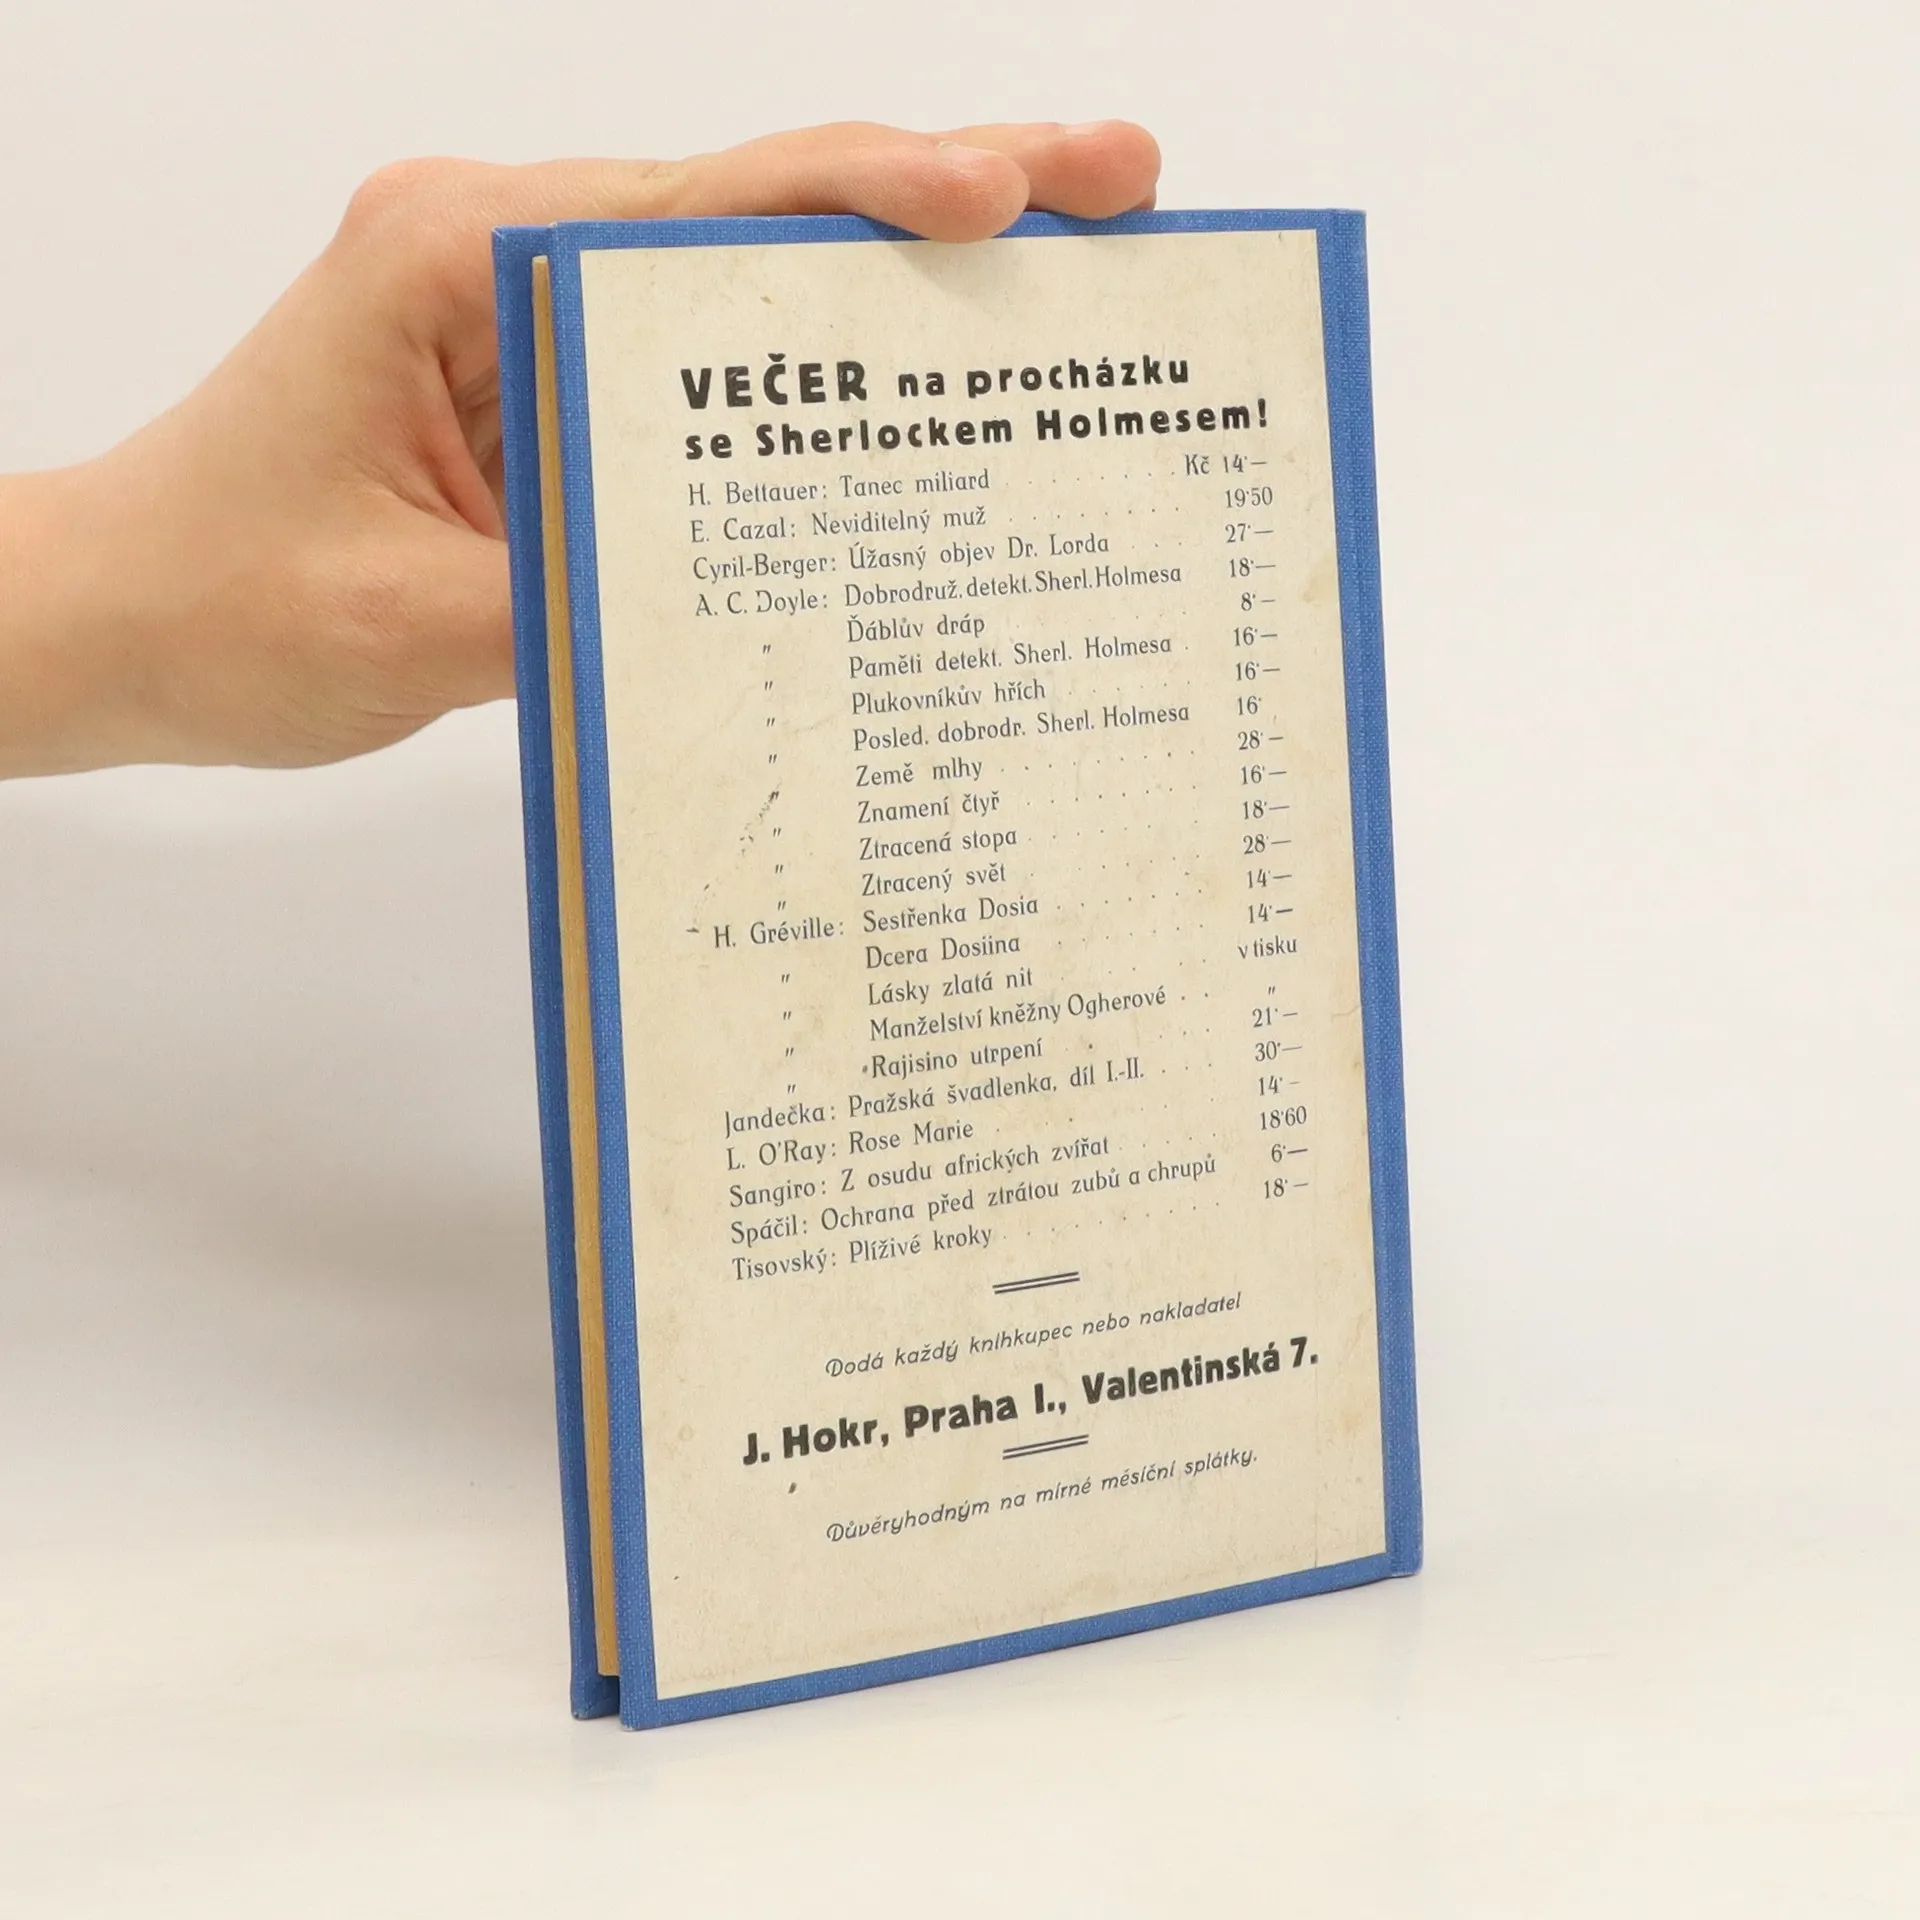 VEČER na procházku
se Sherlockem Holmesem!
H. Bettauer: Tanec miliard . . . . . . . Kč 14·—
E. Cazal: Neviditelný muž . . . . . . . . 19·50
Cyril-Berger: Úžasný objev Dr. Lorda . . . 27·—
A. C. Doyle: Dobrodruž. detekt. Sherl. Holmesa 18·—
" Ďáblův dráp . . . . . . . 8·—
" Paměti detekt. Sherl. Holmesa . 16·—
" Plukovníkův hřích . . . . . . 16·—
" Posled. dobrodr. Sherl. Holmesa 16·
" Země mlhy . . . . . . . . 28·—
" Znamení čtyř . . . . . . . . 16·—
" Ztracená stopa . . . . . . . 18·—
" Ztracený svět . . . . . . . 28·—
H. Gréville: Sestřenka Dosia . . . . . . . 14·—
" Dcera Dosiina . . . . . . . 14·—
" Lásky zlatá nit . . . . . . . v tisku
" Manželství kněžny Ogherové . . "
" Rajisino utrpení . . . . . 21·—
Jandečka: Pražská švadlenka, díl I.-II. . . . 30·—
L. O'Ray: Rose Marie . . . . . . . . 14·—
Sangiro: Z osudu afrických zvířat . . . . . 18·60
Spáčil: Ochrana před ztrátou zubů a chrupů 6·—
Tisovský: Plíživé kroky . . . . . . . . . 18·—
Dodá každý knihkupec nebo nakladatel
J. Hokr, Praha I., Valentinská 7.
Důvěryhodným na mírné měsíční splátky.